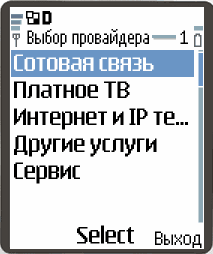 D
Выбор провайдера 1
Сотовая связь
Платное ТВ
Интернет и IP те...
Другие услуги
Сервис
Select Выход